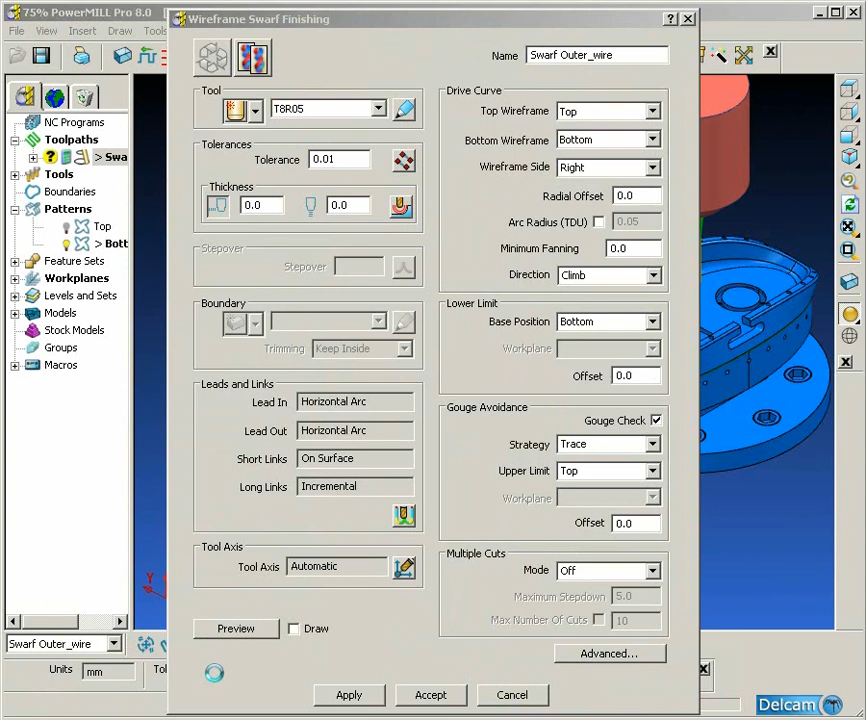 75% PowerMILL Pro 8.0
Wireframe Swarf Finishing
File View Insert Draw Tools
Name Swarf Outer_wire
Tool
T8R05
Tolerances
Tolerance 0.01
Thickness
0.0 0.0
Stepover
Stepover
Boundary
Trimming Keep Inside
Leads and Links
Lead In Horizontal Arc
Lead Out Horizontal Arc
Short Links On Surface
Long Links Incremental
Tool Axis
Tool Axis Automatic
Preview Draw
Drive Curve
Top Wireframe Top
Bottom Wireframe Bottom
Wireframe Side Right
Radial Offset 0.0
Arc Radius (TDU) 0.05
Minimum Fanning 0.0
Direction Climb
Lower Limit
Base Position Bottom
Workplane
Offset 0.0
Gouge Avoidance
Gouge Check
Strategy Trace
Upper Limit Top
Workplane
Offset 0.0
Multiple Cuts
Mode Off
Maximum Stepdown 5.0
Max Number Of Cuts 10
Advanced...
Apply Accept Cancel
NC Programs
Toolpaths
> Swa
Tools
Boundaries
Patterns
Top
> Bott
Feature Sets
Workplanes
Levels and Sets
Models
Stock Models
Groups
Macros
Y
Swarf Outer_wire
Units mm Tol
Delcam